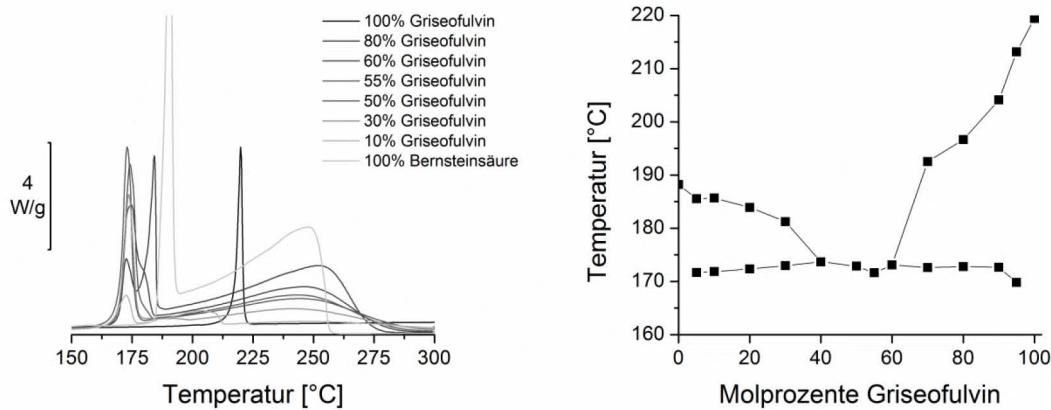 100% Griseofulvin
80% Griseofulvin
60% Griseofulvin
55% Griseofulvin
50% Griseofulvin
30% Griseofulvin
10% Griseofulvin
100% Bernsteinsäure
4
W/g
150 175 200 225 250 275 300
Temperatur [°C]
220
210
200
190
180
170
160
Temperatur [°C]
0 20 40 60 80 100
Molprozente Griseofulvin